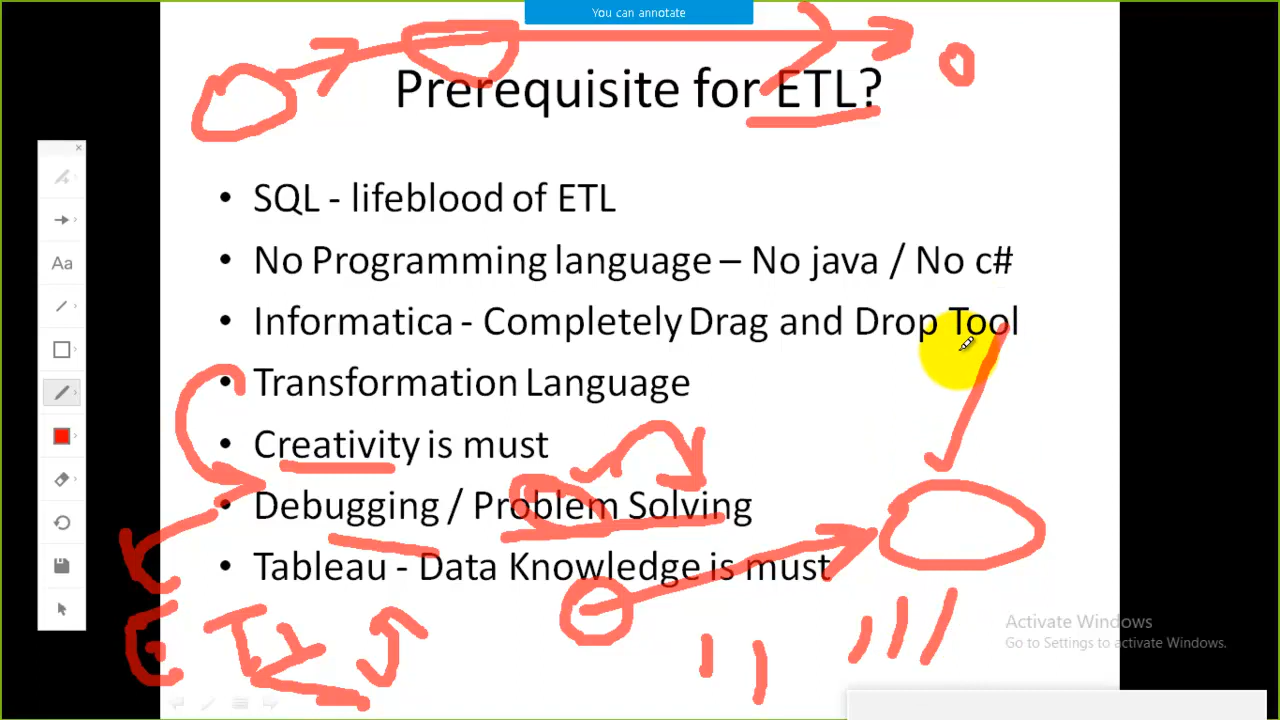 You can annotate
Prerequisite for ETL?
• SQL - lifeblood of ETL
• No Programming language – No java / No c#
• Informatica - Completely Drag and Drop Tool
• Transformation Language
• Creativity is must
• Debugging / Problem Solving
• Tableau - Data Knowledge is must
Aa
Activate Windows
Go to Settings to activate Windows.